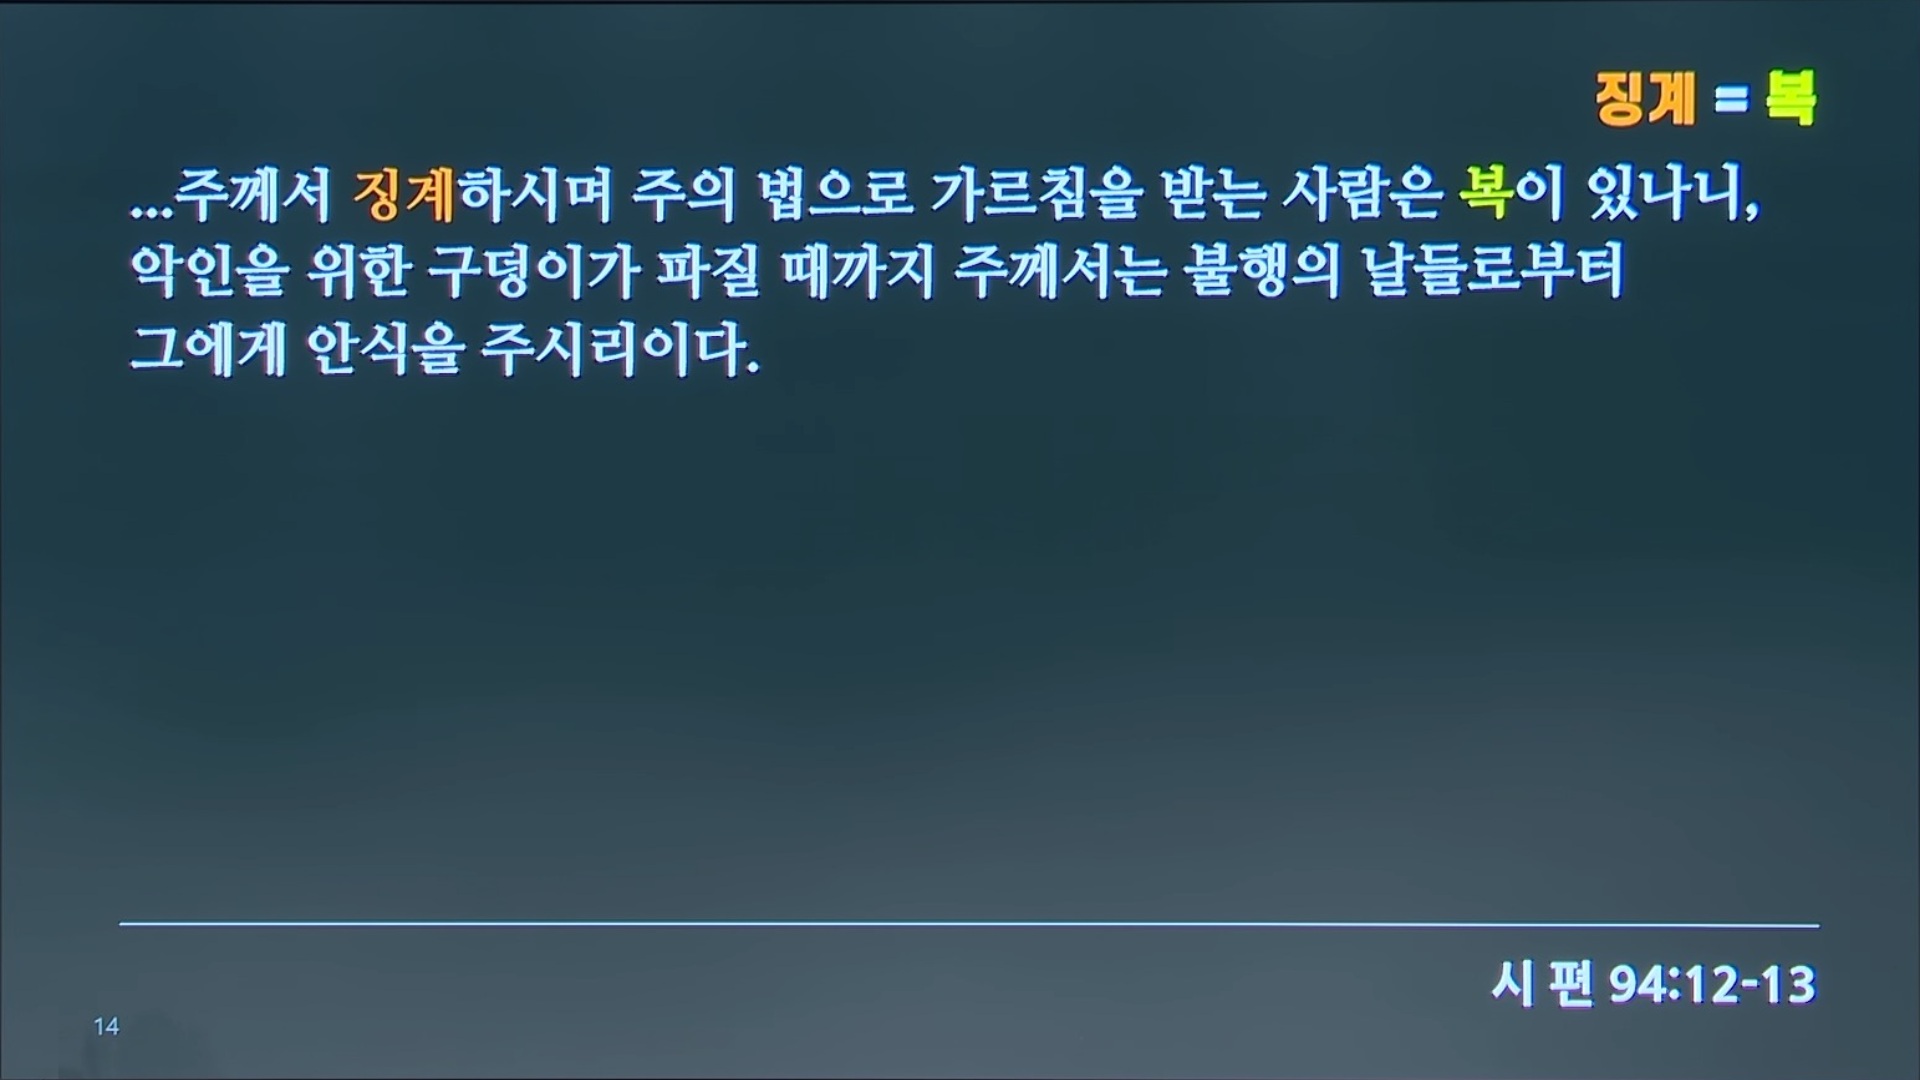 징계 = 복
...주께서 징계하시며 주의 법으로 가르침을 받는 사람은 복이 있나니,
악인을 위한 구덩이가 파질 때까지 주께서는 불행의 날들로부터
그에게 안식을 주시리이다.
시 편 94:12-13
14